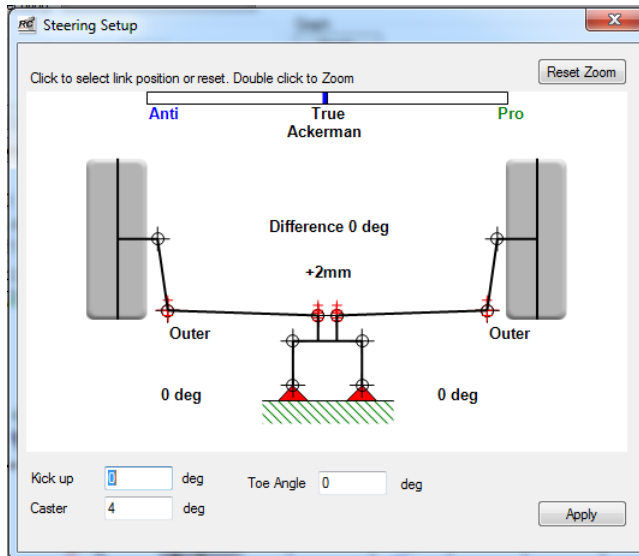 RC Steering Setup
Click to select link position or reset. Double click to Zoom
Reset Zoom
Anti True Pro
Ackerman
Difference 0 deg
+2mm
Outer Outer
0 deg 0 deg
Kick up 0 deg Toe Angle 0 deg
Caster 4 deg
Apply